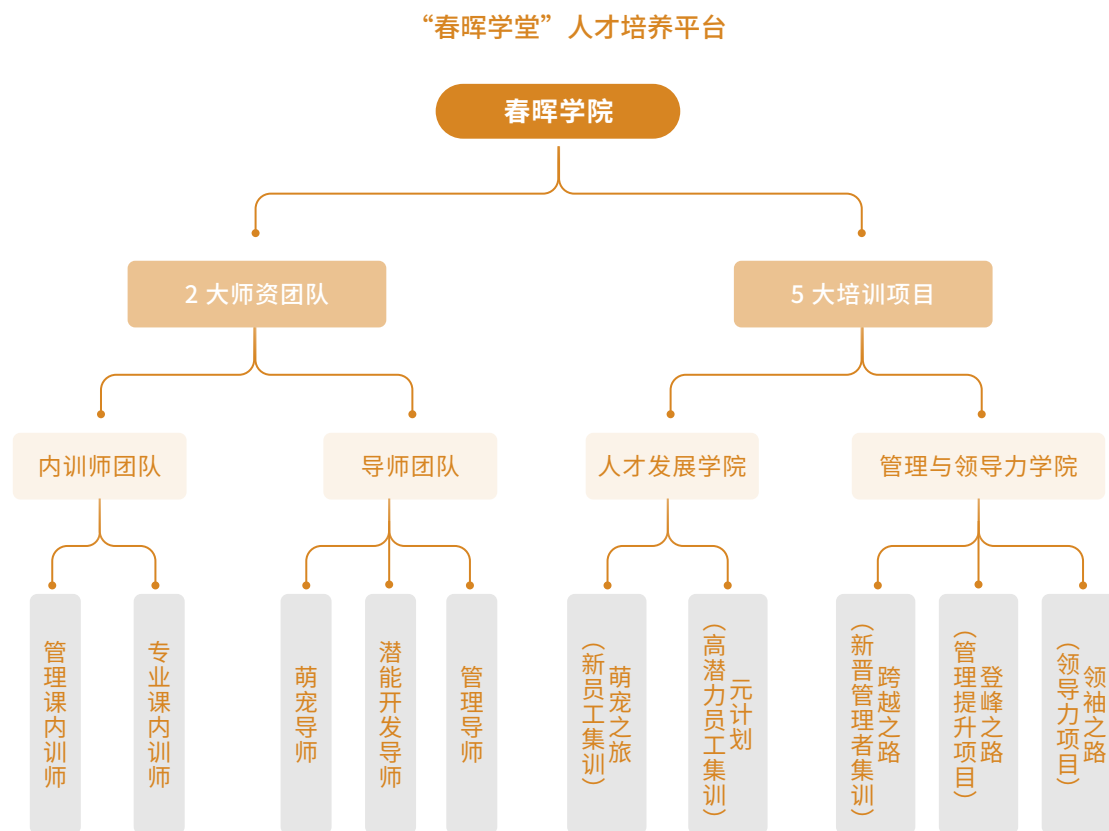 “春晖学堂”人才培养平台
春晖学院
2 大师资团队
5 大培训项目
内训师团队
导师团队
人才发展学院
管理与领导力学院
管理课内训师
专业课内训师
萌宠导师
潜能开发导师
管理导师
萌宠之旅
（新员工集训）
元计划
（高潜力员工集训）
跨越之路
（新晋管理者集训）
登峰之路
（管理提升项目）
领袖之路
（领导力项目）